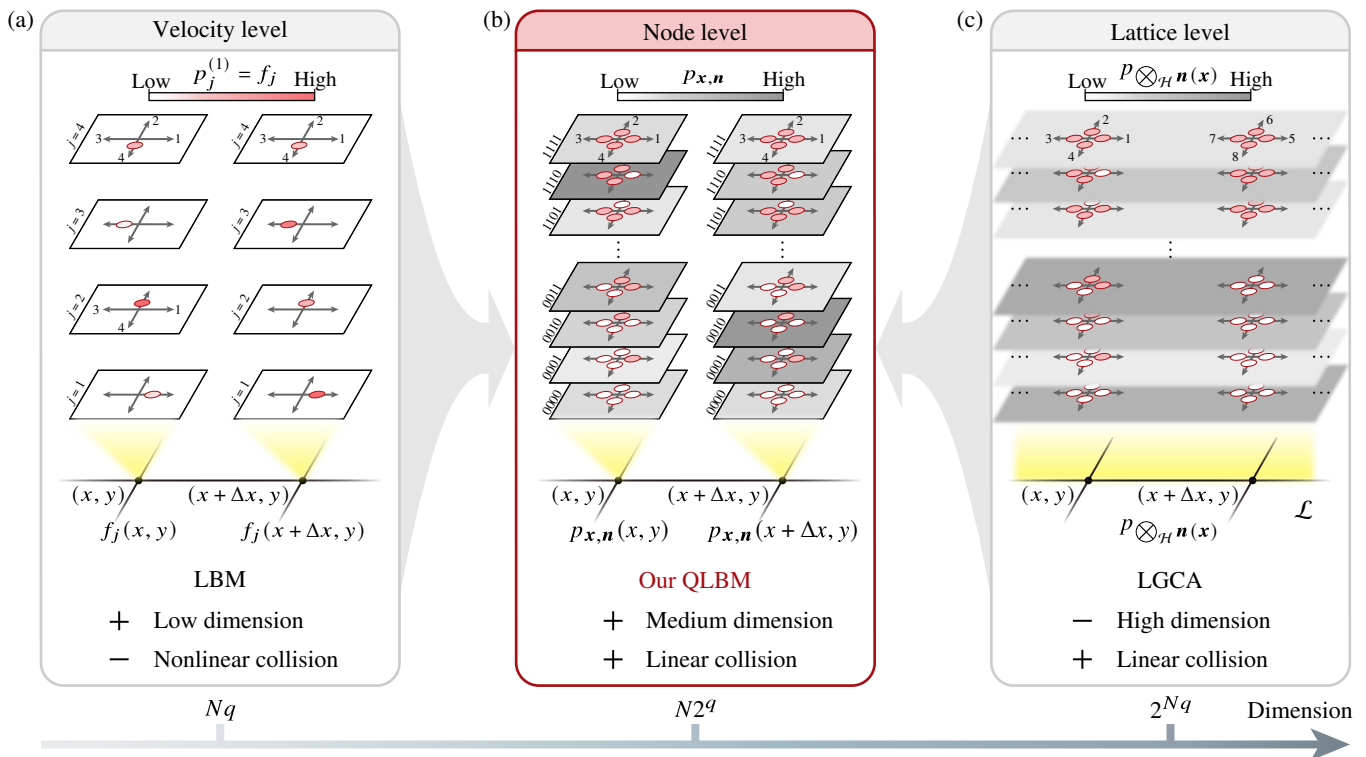 (a)
Velocity level
Low p_j^{(1)} = f_j High
j = 4
3 2 1 4
j = 4
3 2 1 4
j = 3
j = 3
j = 2
3 1 4
j = 2
j = 1
j = 1
(x, y) (x + Δx, y)
f_j(x, y) f_j(x + Δx, y)
LBM
+ Low dimension
− Nonlinear collision
(b)
Node level
Low p_{x,n} High
1111
3 2 1 4
1111
3 2 1 4
1110
1110
1101
1101
⋮ ⋮
0011
0011
0010
0010
0001
0001
0000
0000
(x, y) (x + Δx, y)
p_{x,n}(x, y) p_{x,n}(x + Δx, y)
Our QLBM
+ Medium dimension
+ Linear collision
(c)
Lattice level
Low p_{⊗_ℋ n(x)} High
··· 3 2 1 4 7 6 5 8 ···
··· ···
··· ···
⋮
··· ···
··· ···
··· ···
··· ···
(x, y) (x + Δx, y) ℒ
p_{⊗_ℋ n(x)}
LGCA
− High dimension
+ Linear collision
Nq N2^q 2^{Nq} Dimension